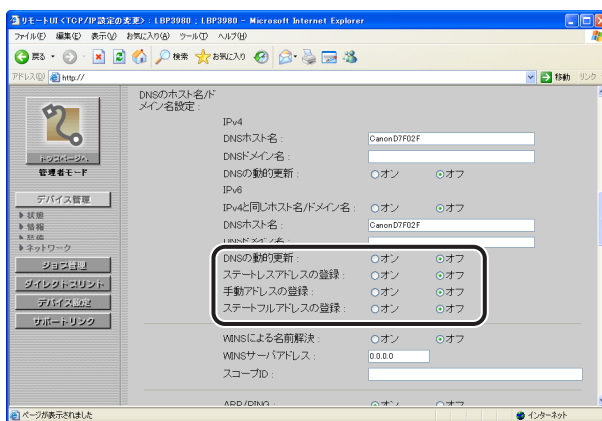 リモートUI <TCP/IP設定の変更> : LBP3980 ; LBP3980 - Microsoft Internet Explorer
ファイル(F) 編集(E) 表示(V) お気に入り(A) ツール(T) ヘルプ(H)
戻る 検索 お気に入り
アドレス(D) http:// 移動 リンク
トップページへ
管理者モード
デバイス管理
状態
情報
ネットワーク
ジョブ管理
ダイレクトプリント
デバイス設定
サポートリンク
DNSのホスト名/ド
メイン名設定 :
IPv4
DNSホスト名 : CanonD7F02F
DNSドメイン名 :
DNSの動的更新 : オン オフ
IPv6
IPv4と同じホスト名/ドメイン名 : オン オフ
DNSホスト名 : CanonD7F02F
DNSドメイン名 :
DNSの動的更新 : オン オフ
ステートレスアドレスの登録 : オン オフ
手動アドレスの登録 : オン オフ
ステートフルアドレスの登録 : オン オフ
WINSによる名前解決 : オン オフ
WINSサーバアドレス : 0.0.0.0
スコープID :
ARP/PING : オン オフ
ページが表示されました インターネット